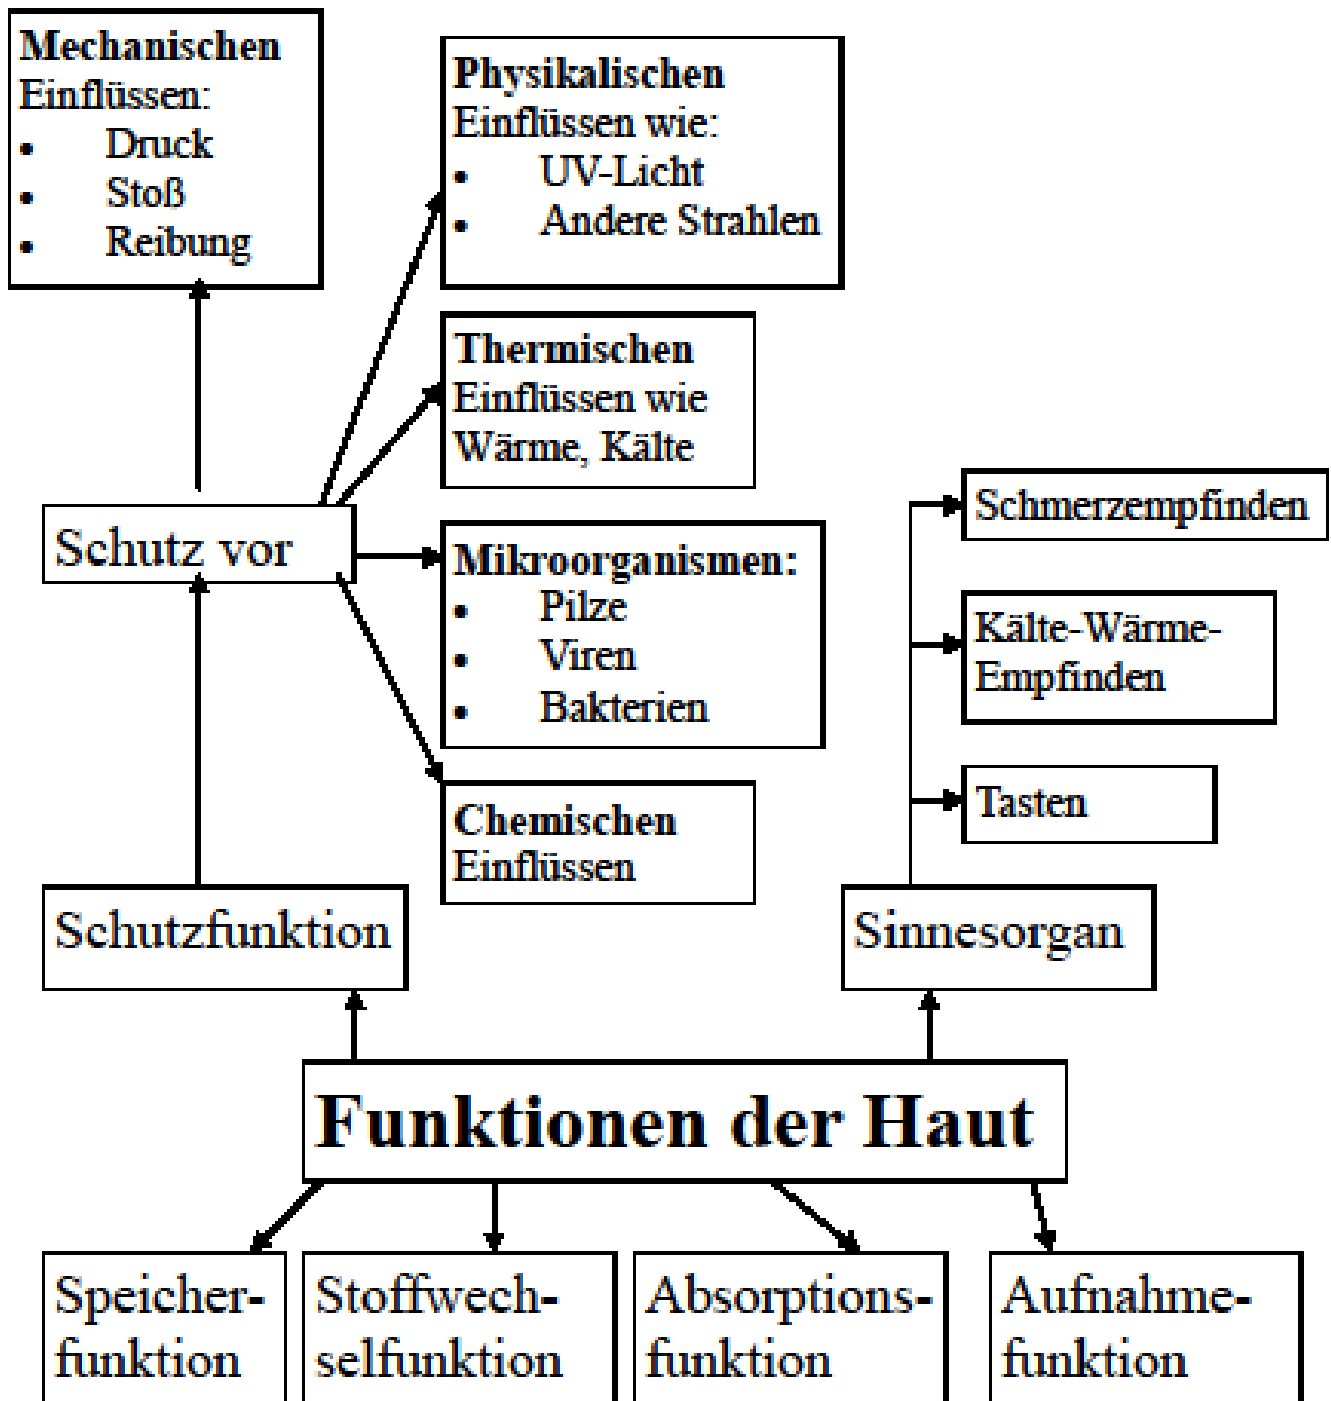 Mechanischen
Einflüssen:
• Druck
• Stoß
• Reibung
Physikalischen
Einflüssen wie:
• UV-Licht
• Andere Strahlen
Thermischen
Einflüssen wie
Wärme, Kälte
Schutz vor
Mikroorganismen:
• Pilze
• Viren
• Bakterien
Chemischen
Einflüssen
Schmerzempfinden
Kälte-Wärme-
Empfinden
Tasten
Schutzfunktion
Sinnesorgan
Funktionen der Haut
Speicher-
funktion
Stoffwech-
selfunktion
Absorptions-
funktion
Aufnahme-
funktion